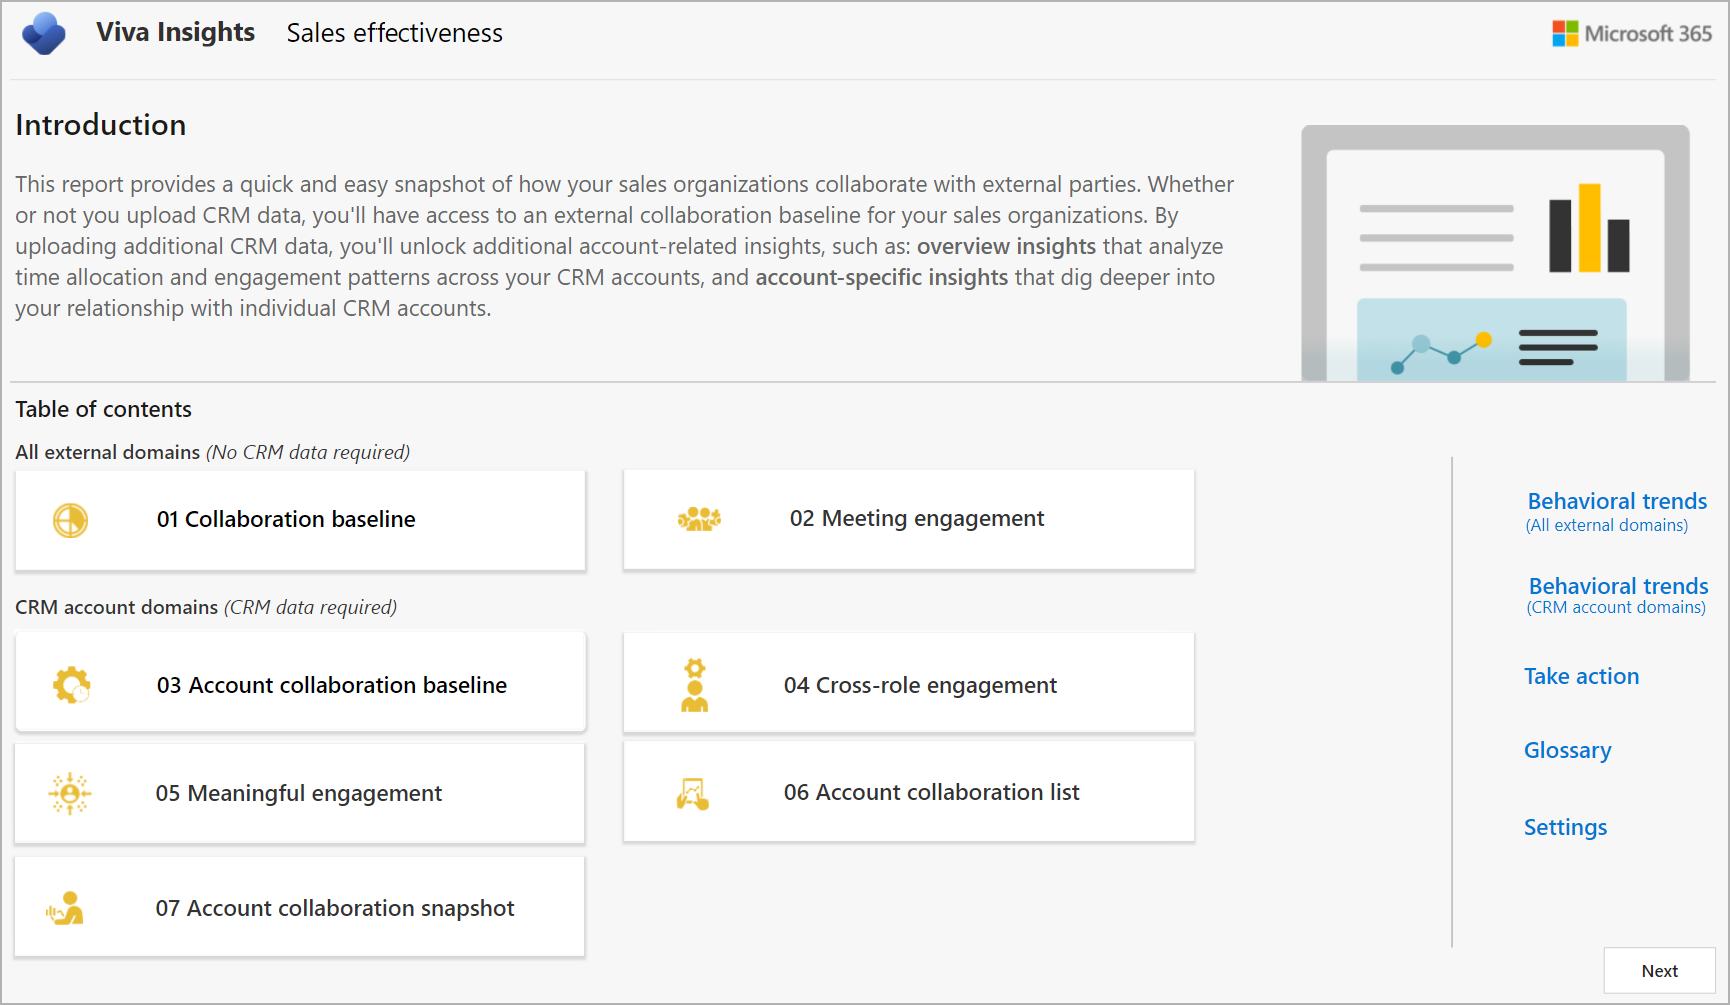 Viva Insights Sales effectiveness
Microsoft 365
Introduction
This report provides a quick and easy snapshot of how your sales organizations collaborate with external parties. Whether
or not you upload CRM data, you'll have access to an external collaboration baseline for your sales organizations. By
uploading additional CRM data, you'll unlock additional account-related insights, such as: overview insights that analyze
time allocation and engagement patterns across your CRM accounts, and account-specific insights that dig deeper into
your relationship with individual CRM accounts.
Table of contents
All external domains (No CRM data required)
01 Collaboration baseline
02 Meeting engagement
CRM account domains (CRM data required)
03 Account collaboration baseline
04 Cross-role engagement
05 Meaningful engagement
06 Account collaboration list
07 Account collaboration snapshot
Behavioral trends
(All external domains)
Behavioral trends
(CRM account domains)
Take action
Glossary
Settings
Next